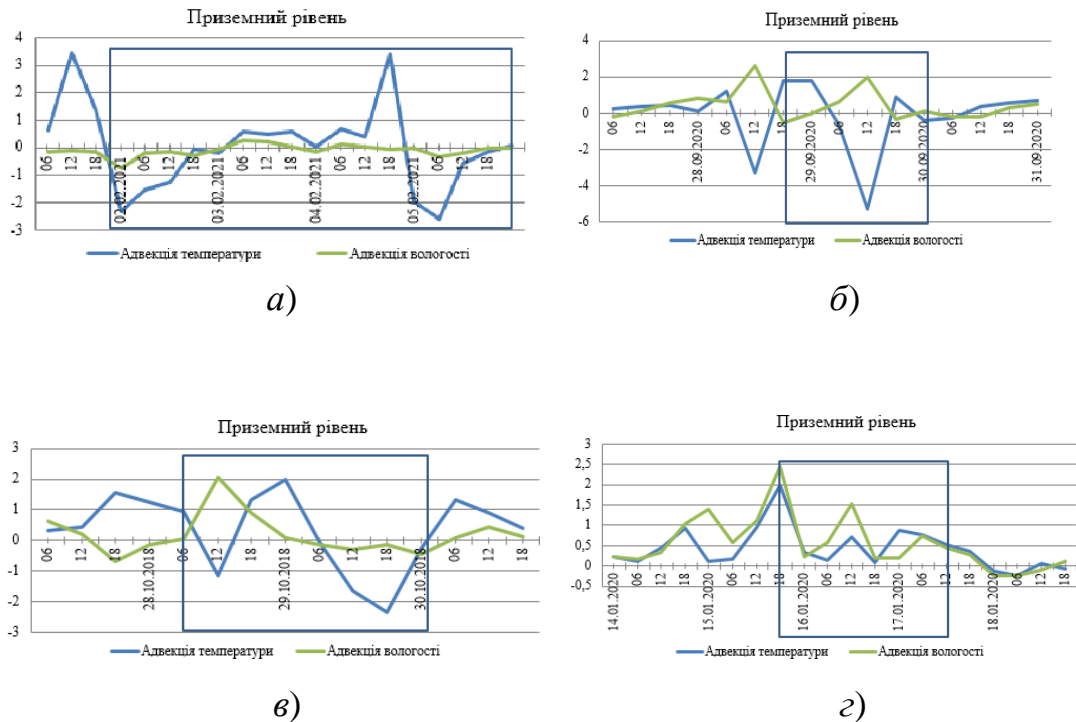 Приземний рівень
4
3
2
1
0
-1
-2
-3
06 12 18 02.02.2021 06 12 18 03.02.2021 06 12 18 04.02.2021 06 12 18 05.02.2021 06 12 18
Адвекція температури Адвекція вологості
а)
Приземний рівень
4
2
0
-2
-4
-6
06 12 18 28.09.2020 06 12 18 29.09.2020 06 12 18 30.09.2020 06 12 18 31.09.2020
Адвекція температури Адвекція вологості
б)
Приземний рівень
3
2
1
0
-1
-2
-3
06 12 18 28.10.2018 06 12 18 29.10.2018 06 12 18 30.10.2018 06 12 18
Адвекція температури Адвекція вологості
в)
Приземний рівень
3
2,5
2
1,5
1
0,5
0
-0,5
14.01.2020 06 12 18 15.01.2020 06 12 18 16.01.2020 06 12 18 17.01.2020 06 12 18 18.01.2020 06 12 18
Адвекція температури Адвекція вологості
г)